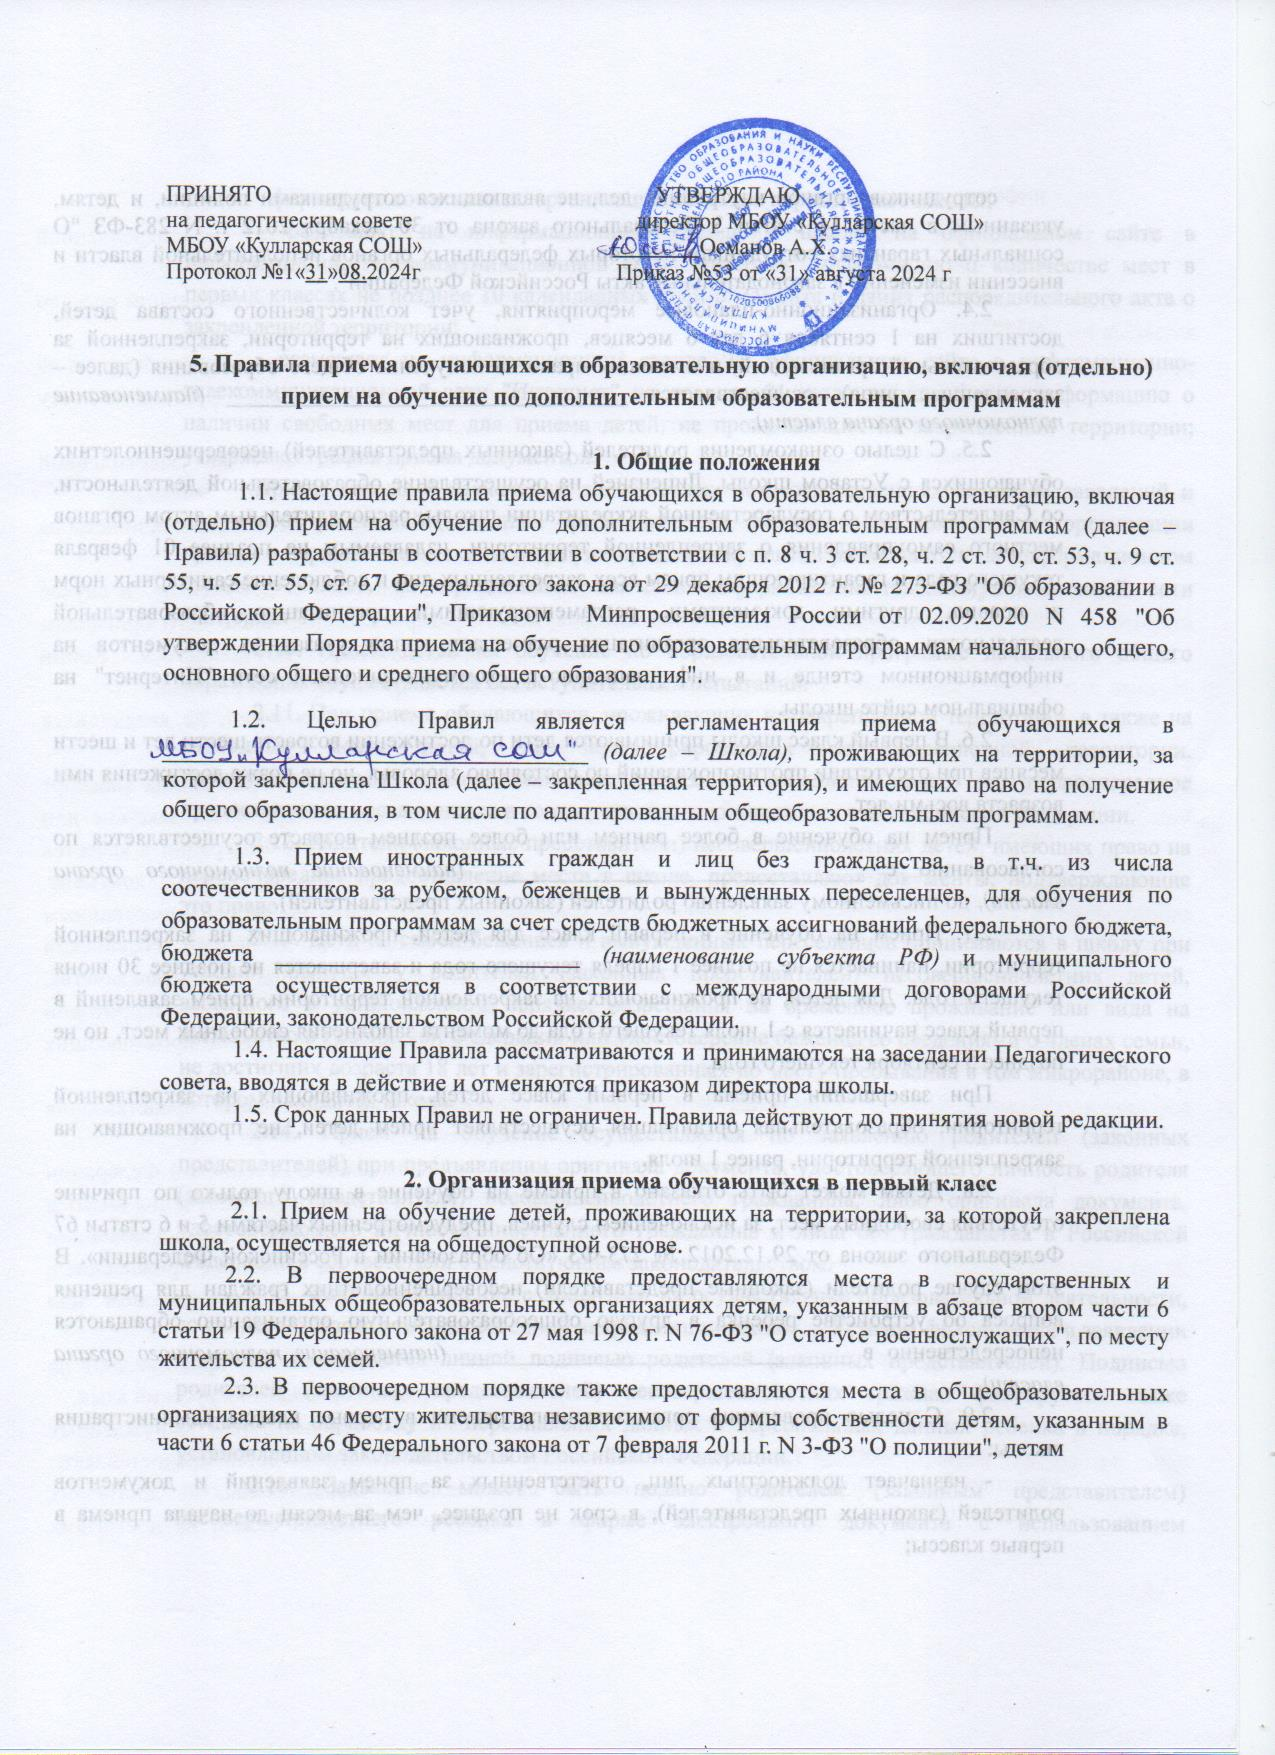 ПРИНЯТО
на педагогическим совете
МБОУ «Кулларская СОШ»
Протокол №1«31»08.2024г
УТВЕРЖДАЮ
директор МБОУ «Кулларская СОШ»
Османов А.Х.
Приказ №53 от «31» августа 2024 г
5. Правила приема обучающихся в образовательную организацию, включая (отдельно)
прием на обучение по дополнительным образовательным программам
1. Общие положения
1.1. Настоящие правила приема обучающихся в образовательную организацию, включая
(отдельно) прием на обучение по дополнительным образовательным программам (далее –
Правила) разработаны в соответствии в соответствии с п. 8 ч. 3 ст. 28, ч. 2 ст. 30, ст. 53, ч. 9 ст.
55, ч. 5 ст. 55, ст. 67 Федерального закона от 29 декабря 2012 г. № 273-ФЗ "Об образовании в
Российской Федерации", Приказом Минпросвещения России от 02.09.2020 N 458 "Об
утверждении Порядка приема на обучение по образовательным программам начального общего,
основного общего и среднего общего образования".
1.2. Целью Правил является регламентация приема обучающихся в
МБОУ „Кулларская СОШ" (далее – Школа), проживающих на территории, за
которой закреплена Школа (далее – закрепленная территория), и имеющих право на получение
общего образования, в том числе по адаптированным общеобразовательным программам.
1.3. Прием иностранных граждан и лиц без гражданства, в т.ч. из числа
соотечественников за рубежом, беженцев и вынужденных переселенцев, для обучения по
образовательным программам за счет средств бюджетных ассигнований федерального бюджета,
бюджета ______________________ (наименование субъекта РФ) и муниципального
бюджета осуществляется в соответствии с международными договорами Российской
Федерации, законодательством Российской Федерации.
1.4. Настоящие Правила рассматриваются и принимаются на заседании Педагогического
совета, вводятся в действие и отменяются приказом директора школы.
1.5. Срок данных Правил не ограничен. Правила действуют до принятия новой редакции.
2. Организация приема обучающихся в первый класс
2.1. Прием на обучение детей, проживающих на территории, за которой закреплена
школа, осуществляется на общедоступной основе.
2.2. В первоочередном порядке предоставляются места в государственных и
муниципальных общеобразовательных организациях детям, указанным в абзаце втором части 6
статьи 19 Федерального закона от 27 мая 1998 г. N 76-ФЗ "О статусе военнослужащих", по месту
жительства их семей.
2.3. В первоочередном порядке также предоставляются места в общеобразовательных
организациях по месту жительства независимо от формы собственности детям, указанным в
части 6 статьи 46 Федерального закона от 7 февраля 2011 г. N 3-ФЗ "О полиции", детям